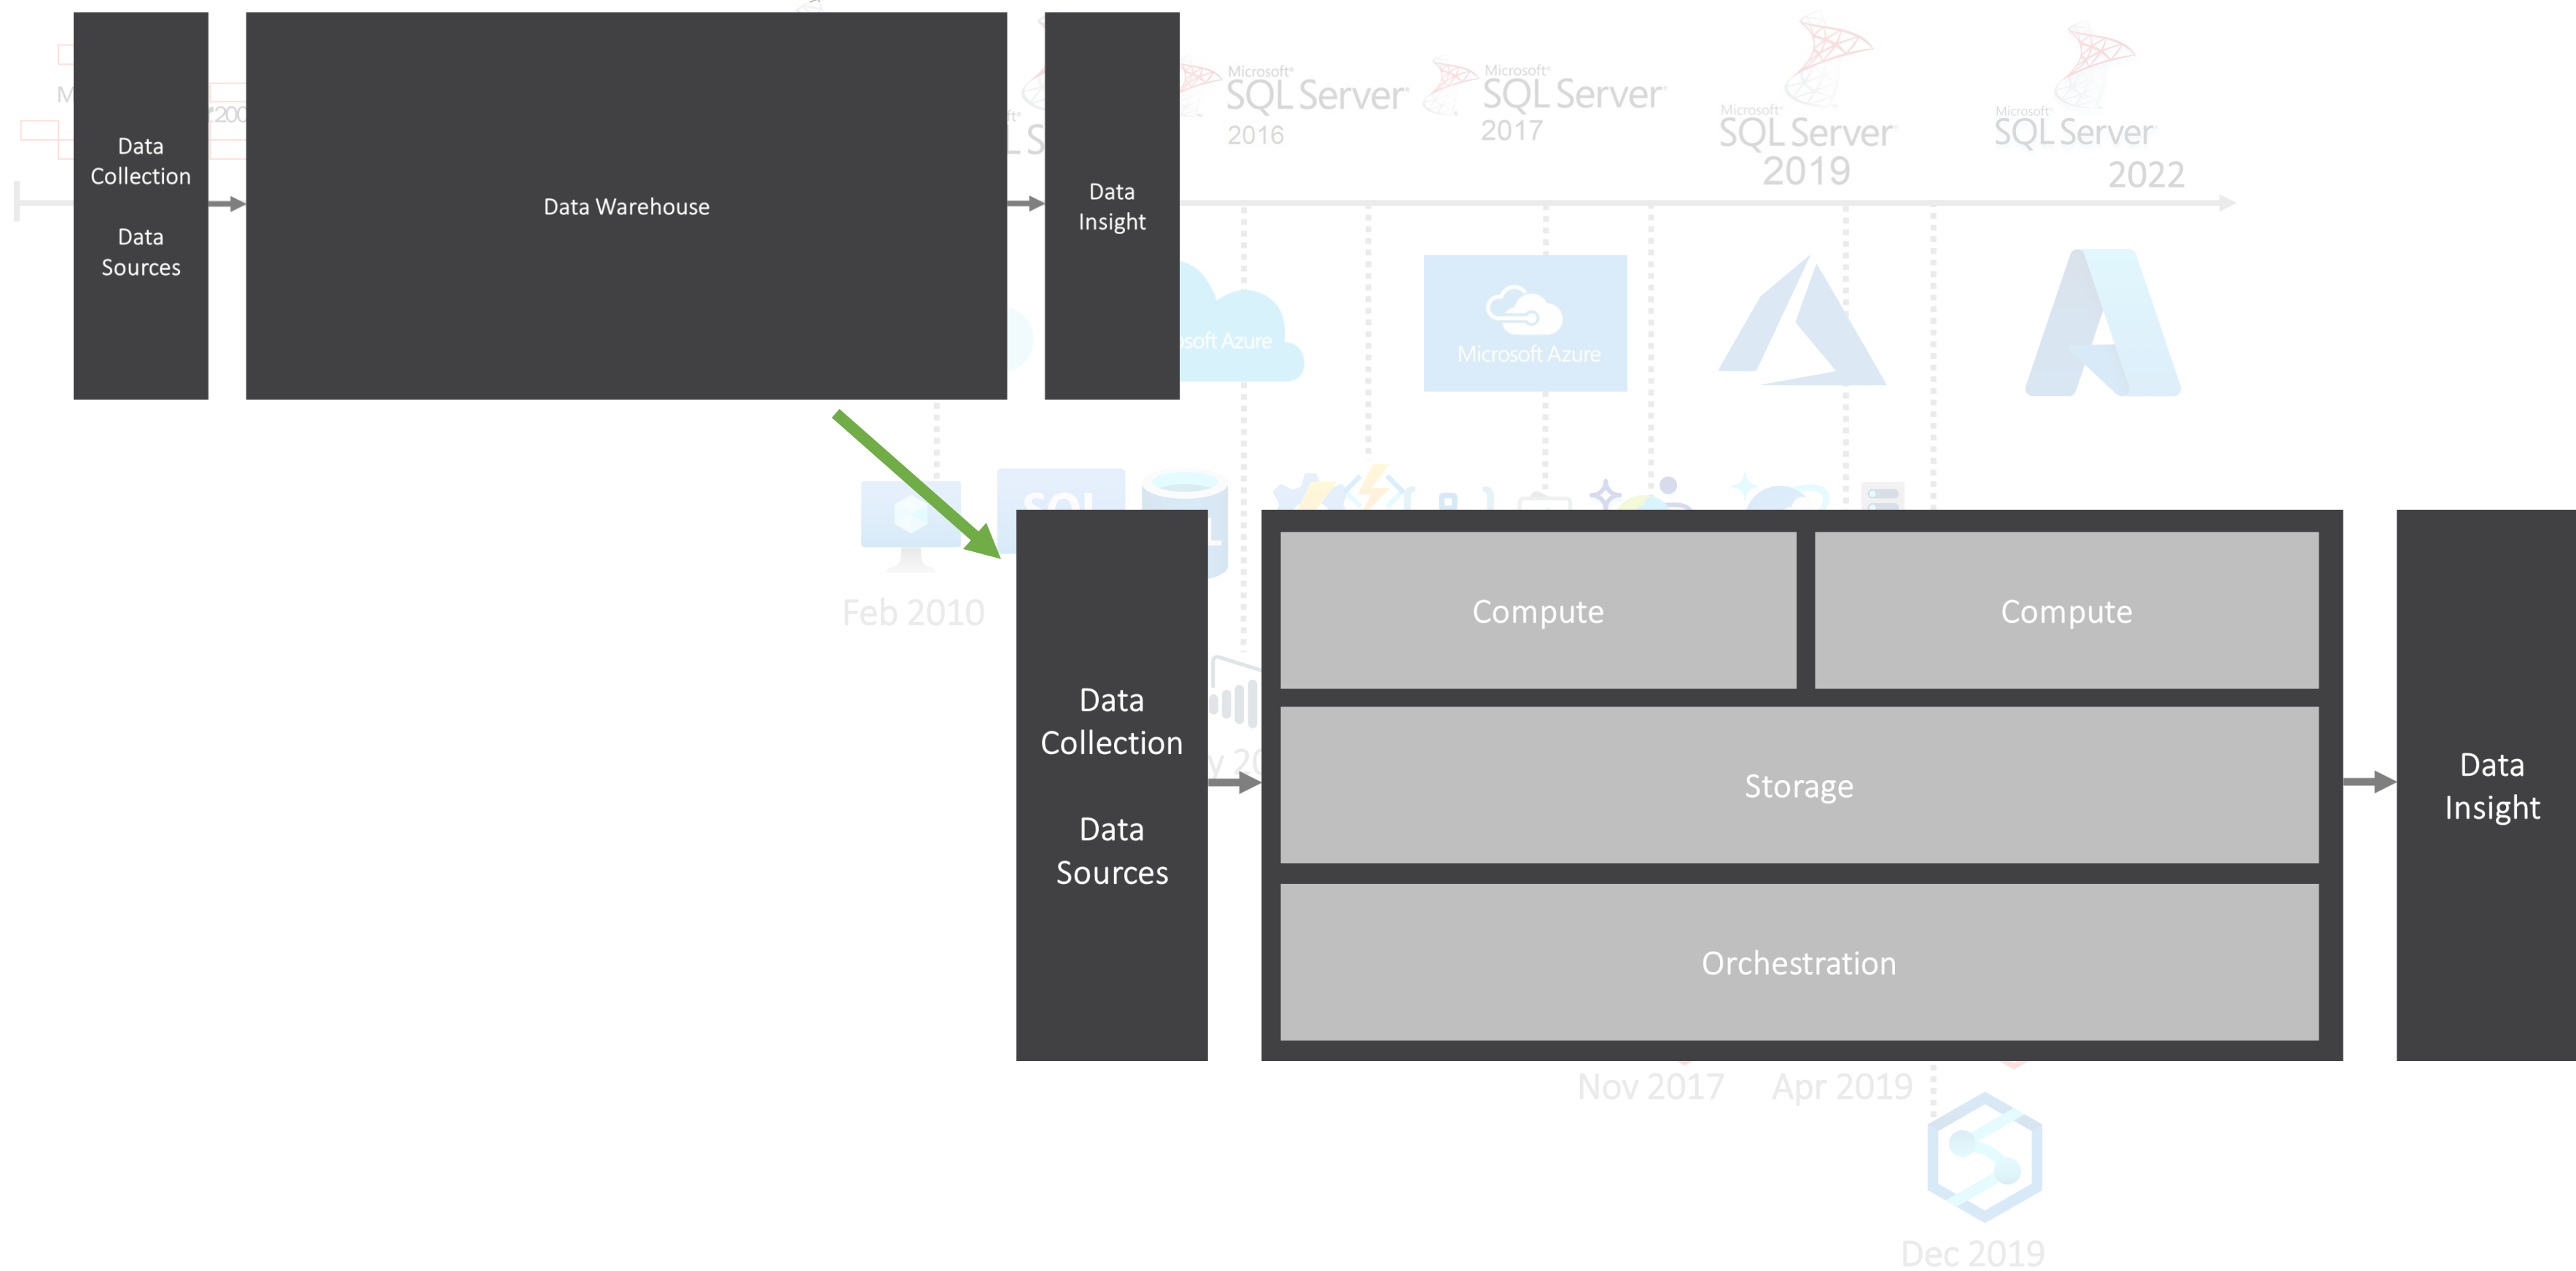 Data
Collection
Data
Sources
Data Warehouse
Data
Insight
Microsoft®
SQL Server
2016
Microsoft®
SQL Server
2017
Microsoft®
SQL Server
2019
Microsoft®
SQL Server
2022
Microsoft Azure
Feb 2010
Data
Collection
Data
Sources
Compute
Compute
Storage
Orchestration
Data
Insight
Nov 2017
Apr 2019
Dec 2019